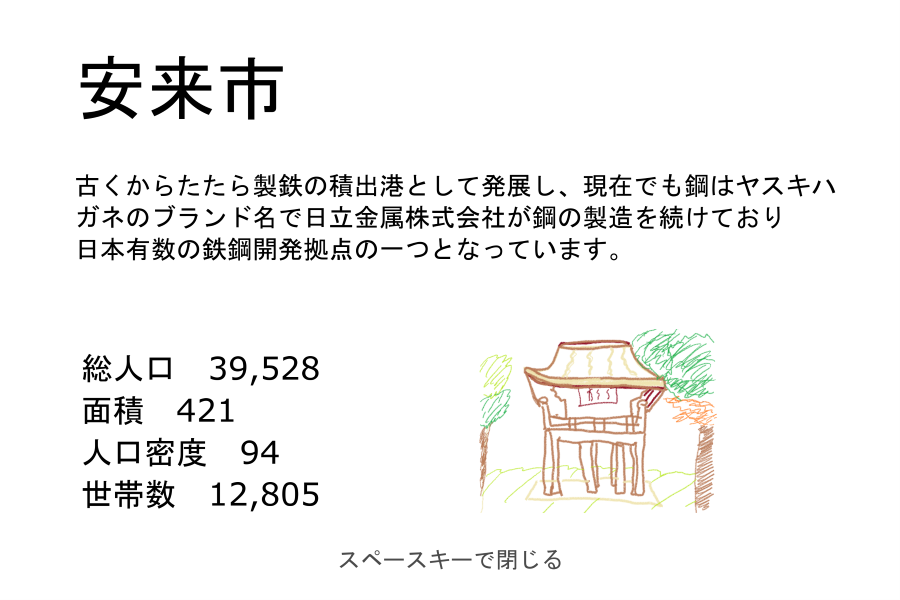 安来市
古くからたたら製鉄の積出港として発展し、現在でも鋼はヤスキハ
ガネのブランド名で日立金属株式会社が鋼の製造を続けており
日本有数の鉄鋼開発拠点の一つとなっています。
総人口　39,528
面積　421
人口密度　94
世帯数　12,805
スペースキーで閉じる